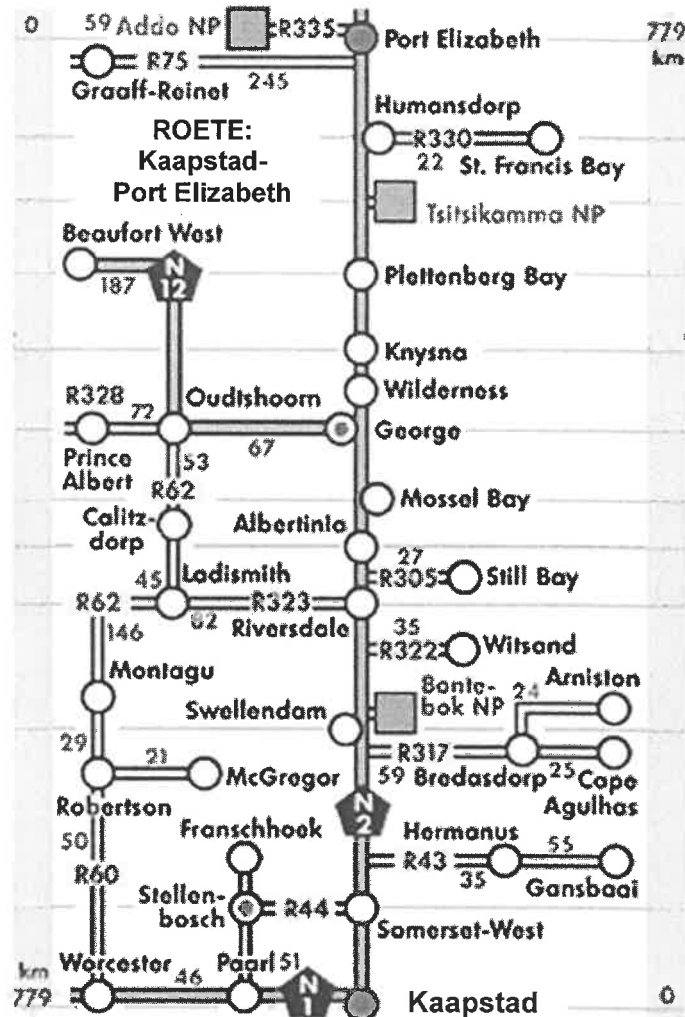 0
59 Addo NP
R335
Port Elizabeth
779
km
R75
Graaff-Reinet
245
Humansdorp
ROETE:
Kaapstad-
Port Elizabeth
R330
22
St. Francis Bay
Tsitsikamma NP
Beaufort West
187
N
12
Plettenberg Bay
Knysna
Wilderness
R328
72
Oudtshoorn
67
George
Prince
Albert
53
R62
Mossel Bay
Calitz-
dorp
Albertinia
27
R305
Still Bay
45
Ladismith
R62
146
82
R323
Riversdale
35
R322
Witsand
Montagu
Bonte-
bok NP
Arniston
24
Swellendam
29
21
McGregor
R317
59
Bredasdorp
25
Cape
Agulhas
Robertson
N
2
50
Franschhoek
Hermanus
R43
35
55
Gansbaai
R60
Stellen-
bosch
R44
Somerset-West
km
779
Worcester
46
Paarl
51
N
1
Kaapstad
0